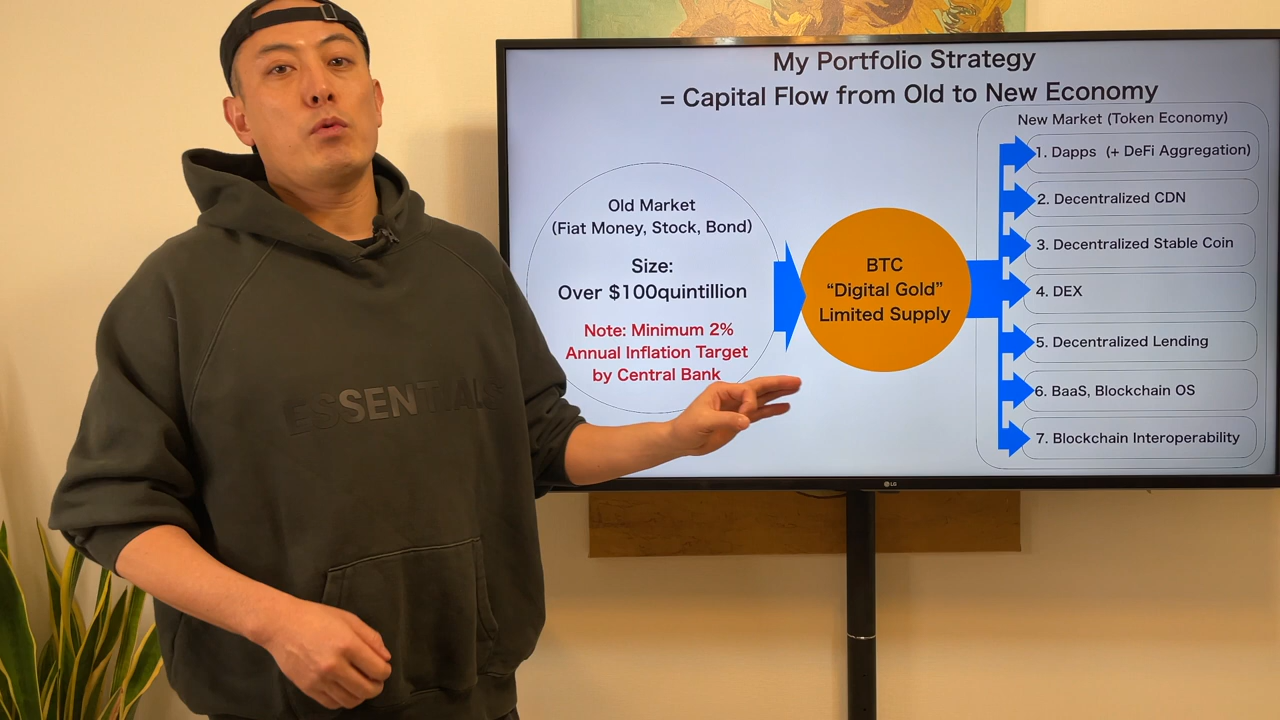 My Portfolio Strategy
= Capital Flow from Old to New Economy
Old Market
(Fiat Money, Stock, Bond)
Size:
Over $100quintillion
Note: Minimum 2%
Annual Inflation Target
by Central Bank
BTC
“Digital Gold”
Limited Supply
New Market (Token Economy)
1. Dapps (+ DeFi Aggregation)
2. Decentralized CDN
3. Decentralized Stable Coin
4. DEX
5. Decentralized Lending
6. BaaS, Blockchain OS
7. Blockchain Interoperability
ESSENTIALS
LG